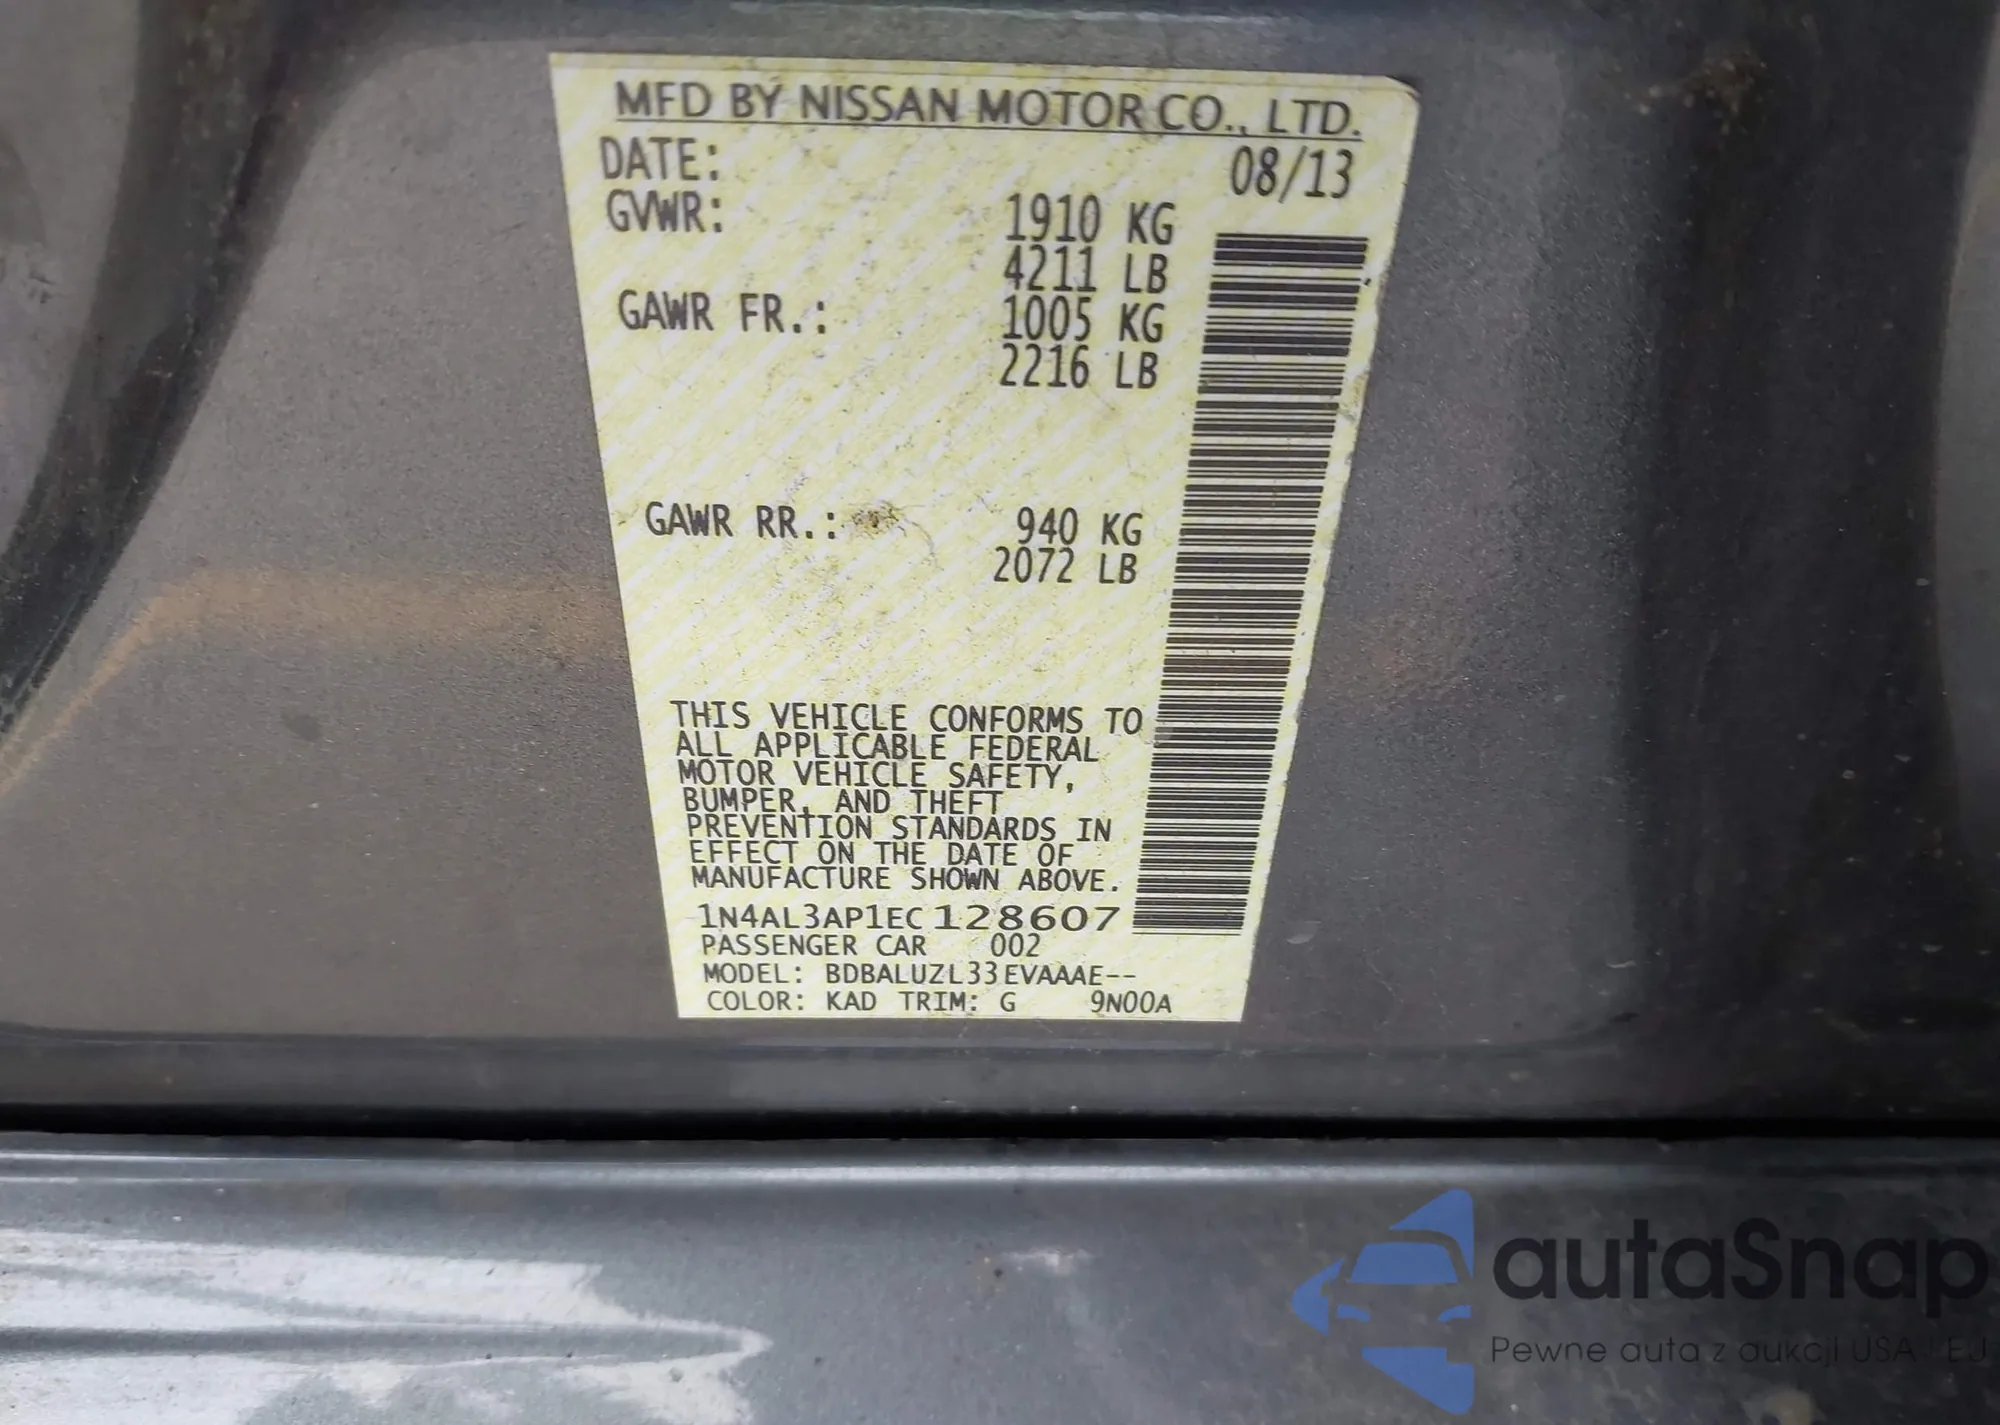 MFD BY NISSAN MOTOR CO., LTD.
DATE: 08/13
GVWR: 1910 KG
4211 LB
GAWR FR.: 1005 KG
2216 LB
GAWR RR.: 940 KG
2072 LB
THIS VEHICLE CONFORMS TO
ALL APPLICABLE FEDERAL
MOTOR VEHICLE SAFETY,
BUMPER, AND THEFT
PREVENTION STANDARDS IN
EFFECT ON THE DATE OF
MANUFACTURE SHOWN ABOVE.
1N4AL3AP1EC128607
PASSENGER CAR 002
MODEL: BDBALUZL33EVAAAE--
COLOR: KAD TRIM: G 9N00A
autaSnap
Pewne auta z aukcji USA i EU